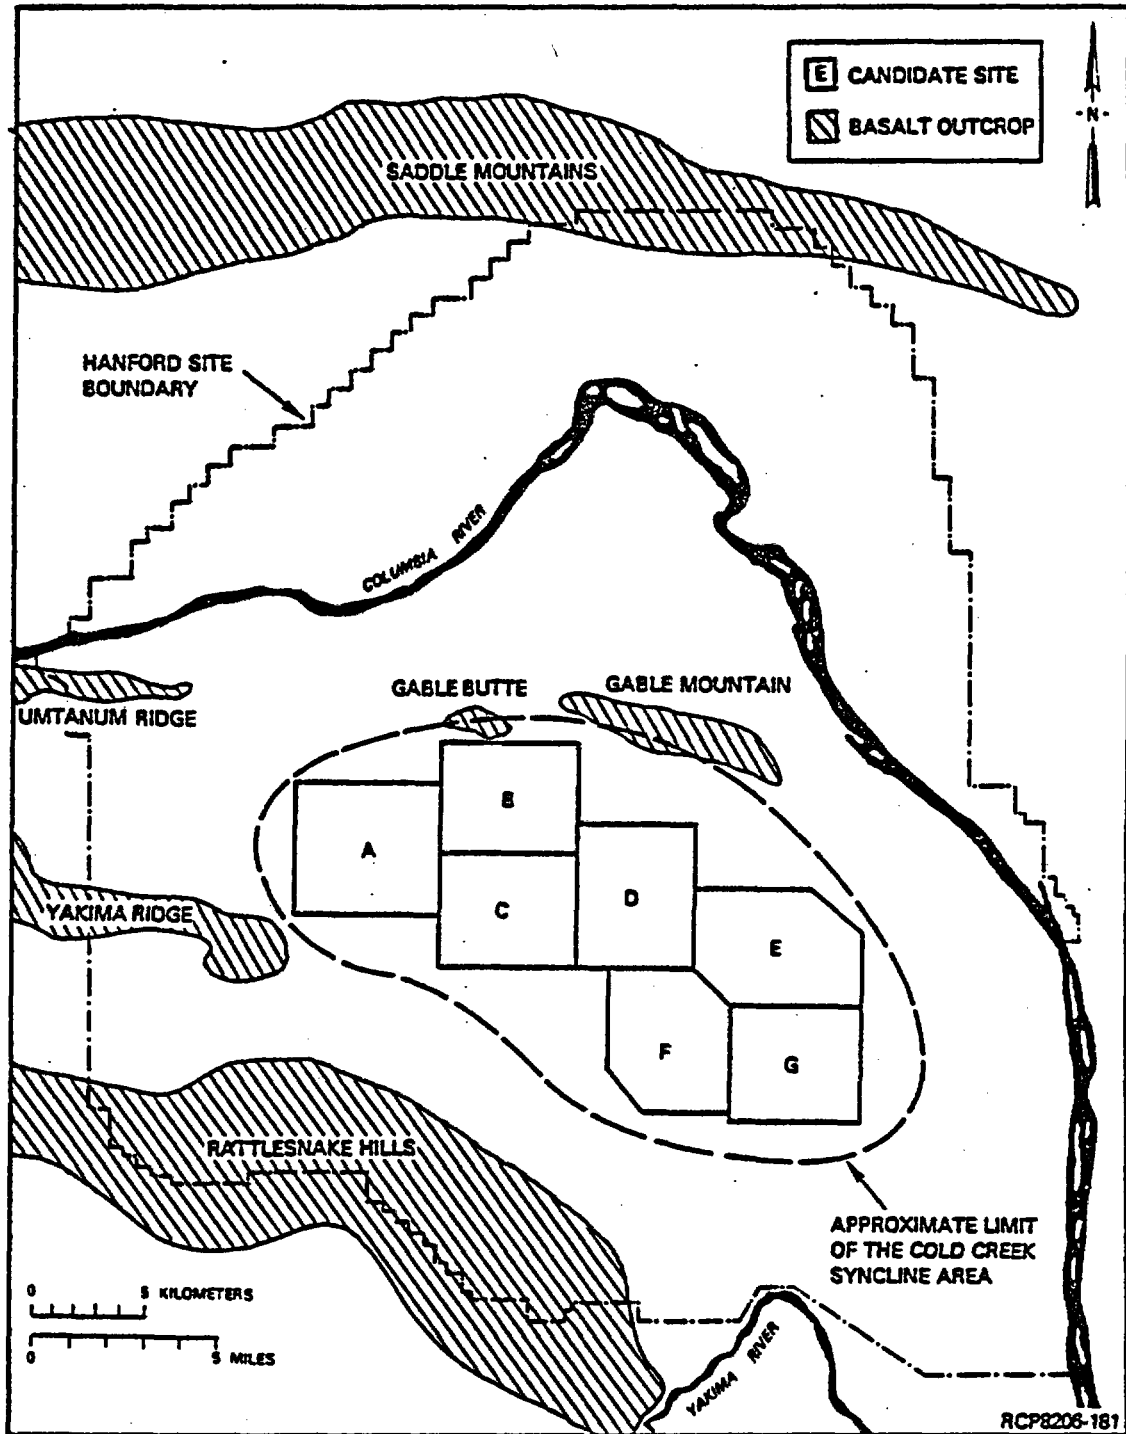 E CANDIDATE SITE
BASALT OUTCROP
N
SADDLE MOUNTAINS
HANFORD SITE
BOUNDARY
COLUMBIA RIVER
UMTANUM RIDGE
GABLE BUTTE
GABLE MOUNTAIN
A
B
C
D
E
F
G
YAKIMA RIDGE
RATTLESNAKE HILLS
APPROXIMATE LIMIT
OF THE COLD CREEK
SYNCLINE AREA
0 5 KILOMETERS
0 5 MILES
YAKIMA RIVER
RCP8206-181